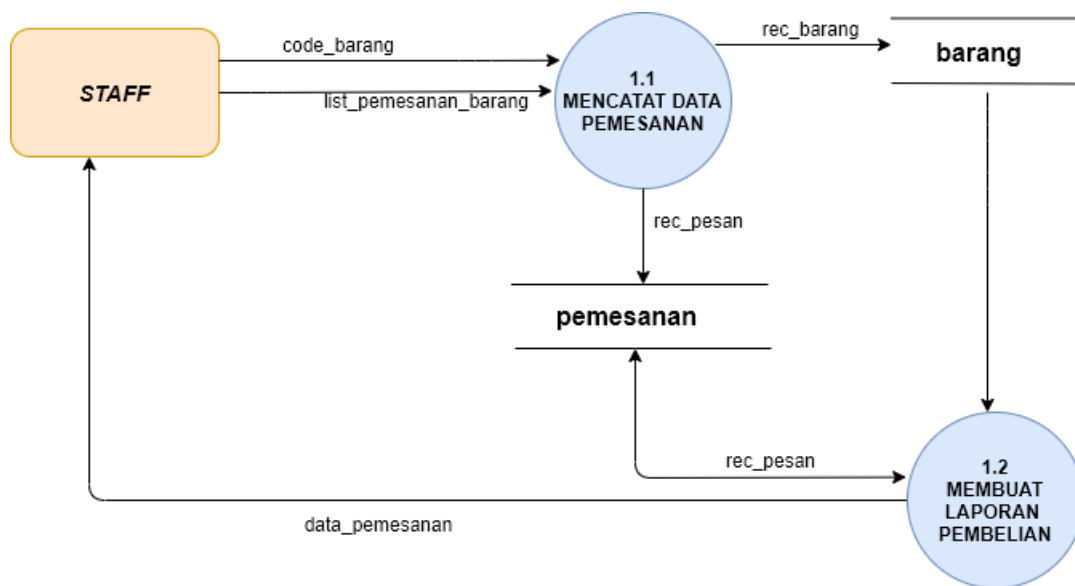 code_barang
rec_barang
barang
STAFF
list_pemesanan_barang
1.1
MENCATAT DATA
PEMESANAN
rec_pesan
pemesanan
rec_pesan
1.2
MEMBUAT
LAPORAN
PEMBELIAN
data_pemesanan